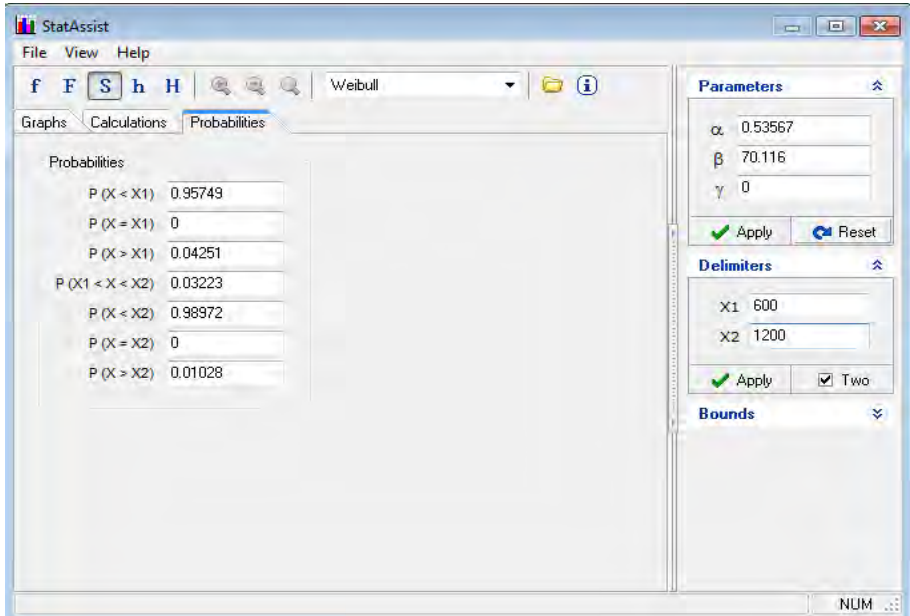 StatAssist
File View Help
f F S h H Weibull
Graphs Calculations Probabilities
Probabilities
P (X < X1) 0.95749
P (X = X1) 0
P (X > X1) 0.04251
P (X1 < X < X2) 0.03223
P (X < X2) 0.98972
P (X = X2) 0
P (X > X2) 0.01028
Parameters
α 0.53567
β 70.116
γ 0
Apply Reset
Delimiters
X1 600
X2 1200
Apply Two
Bounds
NUM